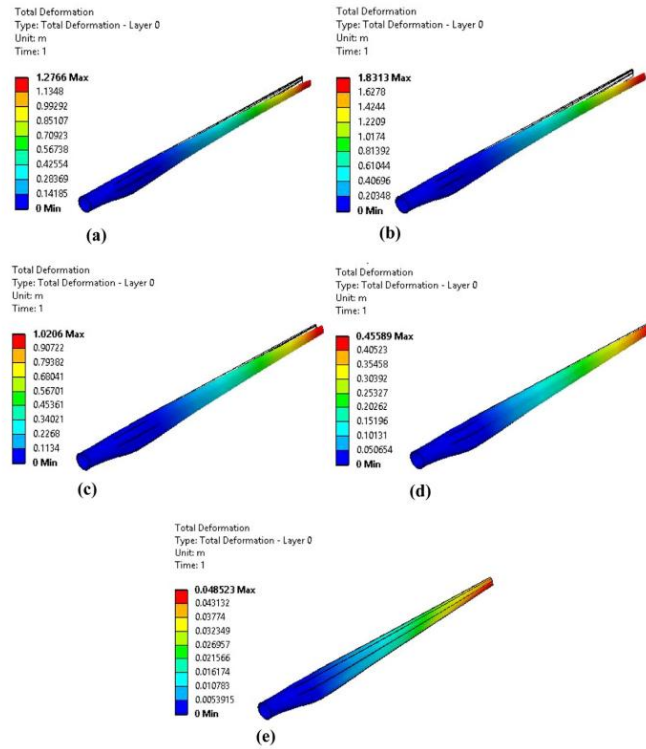 Total Deformation
Type: Total Deformation - Layer 0
Unit: m
Time: 1
1.2766 Max
1.1348
0.99292
0.85107
0.70923
0.56738
0.42554
0.28369
0.14185
0 Min
(a)
Total Deformation
Type: Total Deformation - Layer 0
Unit: m
Time: 1
1.8313 Max
1.6278
1.4244
1.2209
1.0174
0.81392
0.61044
0.40696
0.20348
0 Min
(b)
Total Deformation
Type: Total Deformation - Layer 0
Unit: m
Time: 1
1.0206 Max
0.90722
0.79382
0.68041
0.56701
0.45361
0.34021
0.2268
0.1134
0 Min
(c)
Total Deformation
Type: Total Deformation - Layer 0
Unit: m
Time: 1
0.45589 Max
0.40523
0.35458
0.30392
0.25327
0.20262
0.15196
0.10131
0.050654
0 Min
(d)
Total Deformation
Type: Total Deformation - Layer 0
Unit: m
Time: 1
0.048523 Max
0.043132
0.03774
0.032349
0.026957
0.021566
0.016174
0.010783
0.0053915
0 Min
(e)